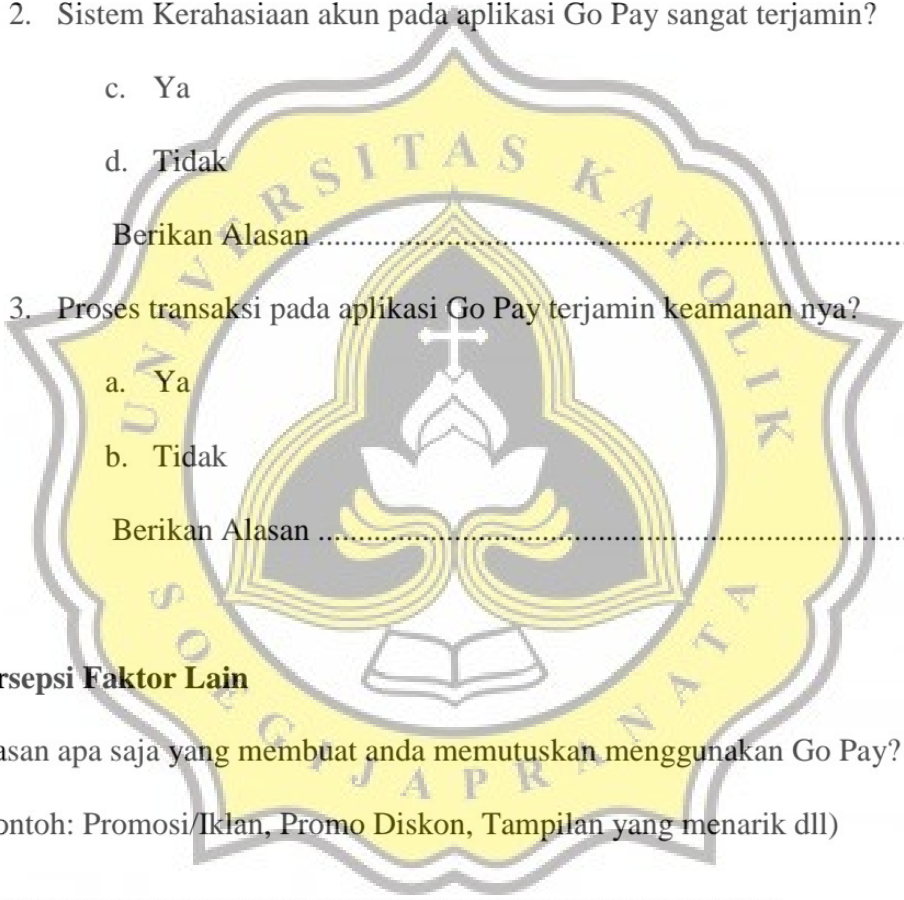 2. Sistem Kerahasiaan akun pada aplikasi Go Pay sangat terjamin?
c. Ya
d. Tidak
Berikan Alasan ........................................................................
3. Proses transaksi pada aplikasi Go Pay terjamin keamanan nya?
a. Ya
b. Tidak
Berikan Alasan ........................................................................
rsepsi Faktor Lain
asan apa saja yang membuat anda memutuskan menggunakan Go Pay?
ontoh: Promosi/Iklan, Promo Diskon, Tampilan yang menarik dll)
UNIVERSITAS KATOLIK
SOEGIJAPRANATA